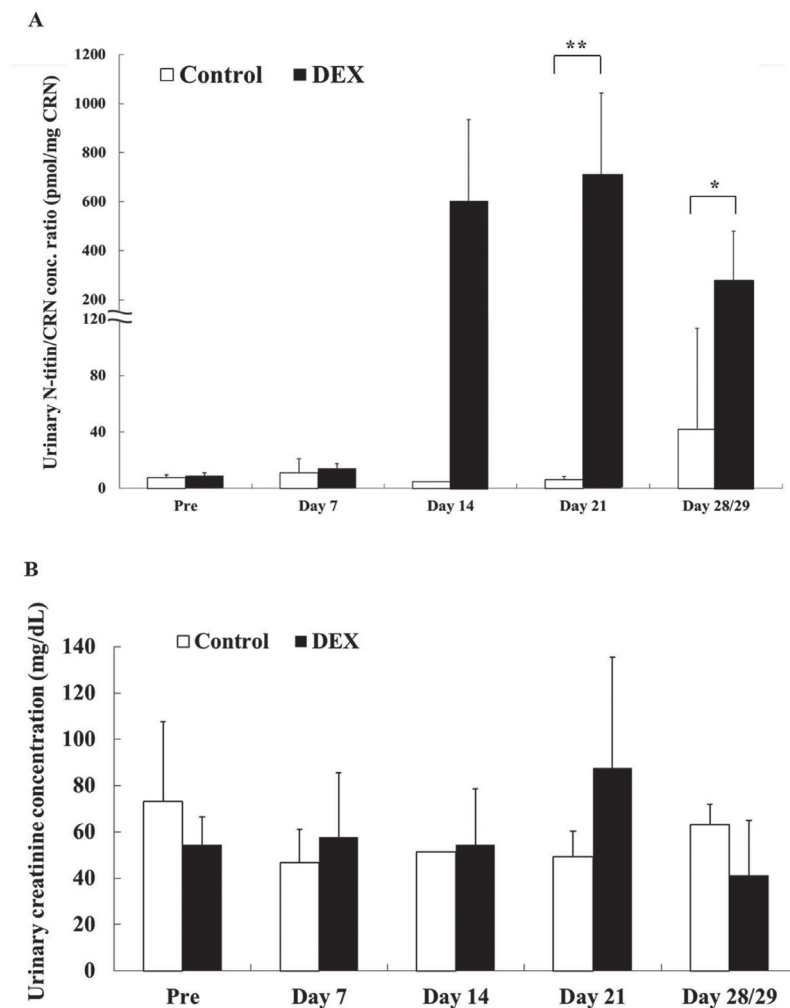 A
Urinary N-titin/CRN conc. ratio (pmol/mg CRN)
1200
1000
800
600
400
200
120
80
40
0
Control DEX
**
*
Pre Day 7 Day 14 Day 21 Day 28/29
B
Urinary creatinine concentration (mg/dL)
140
120
100
80
60
40
20
0
Control DEX
Pre Day 7 Day 14 Day 21 Day 28/29